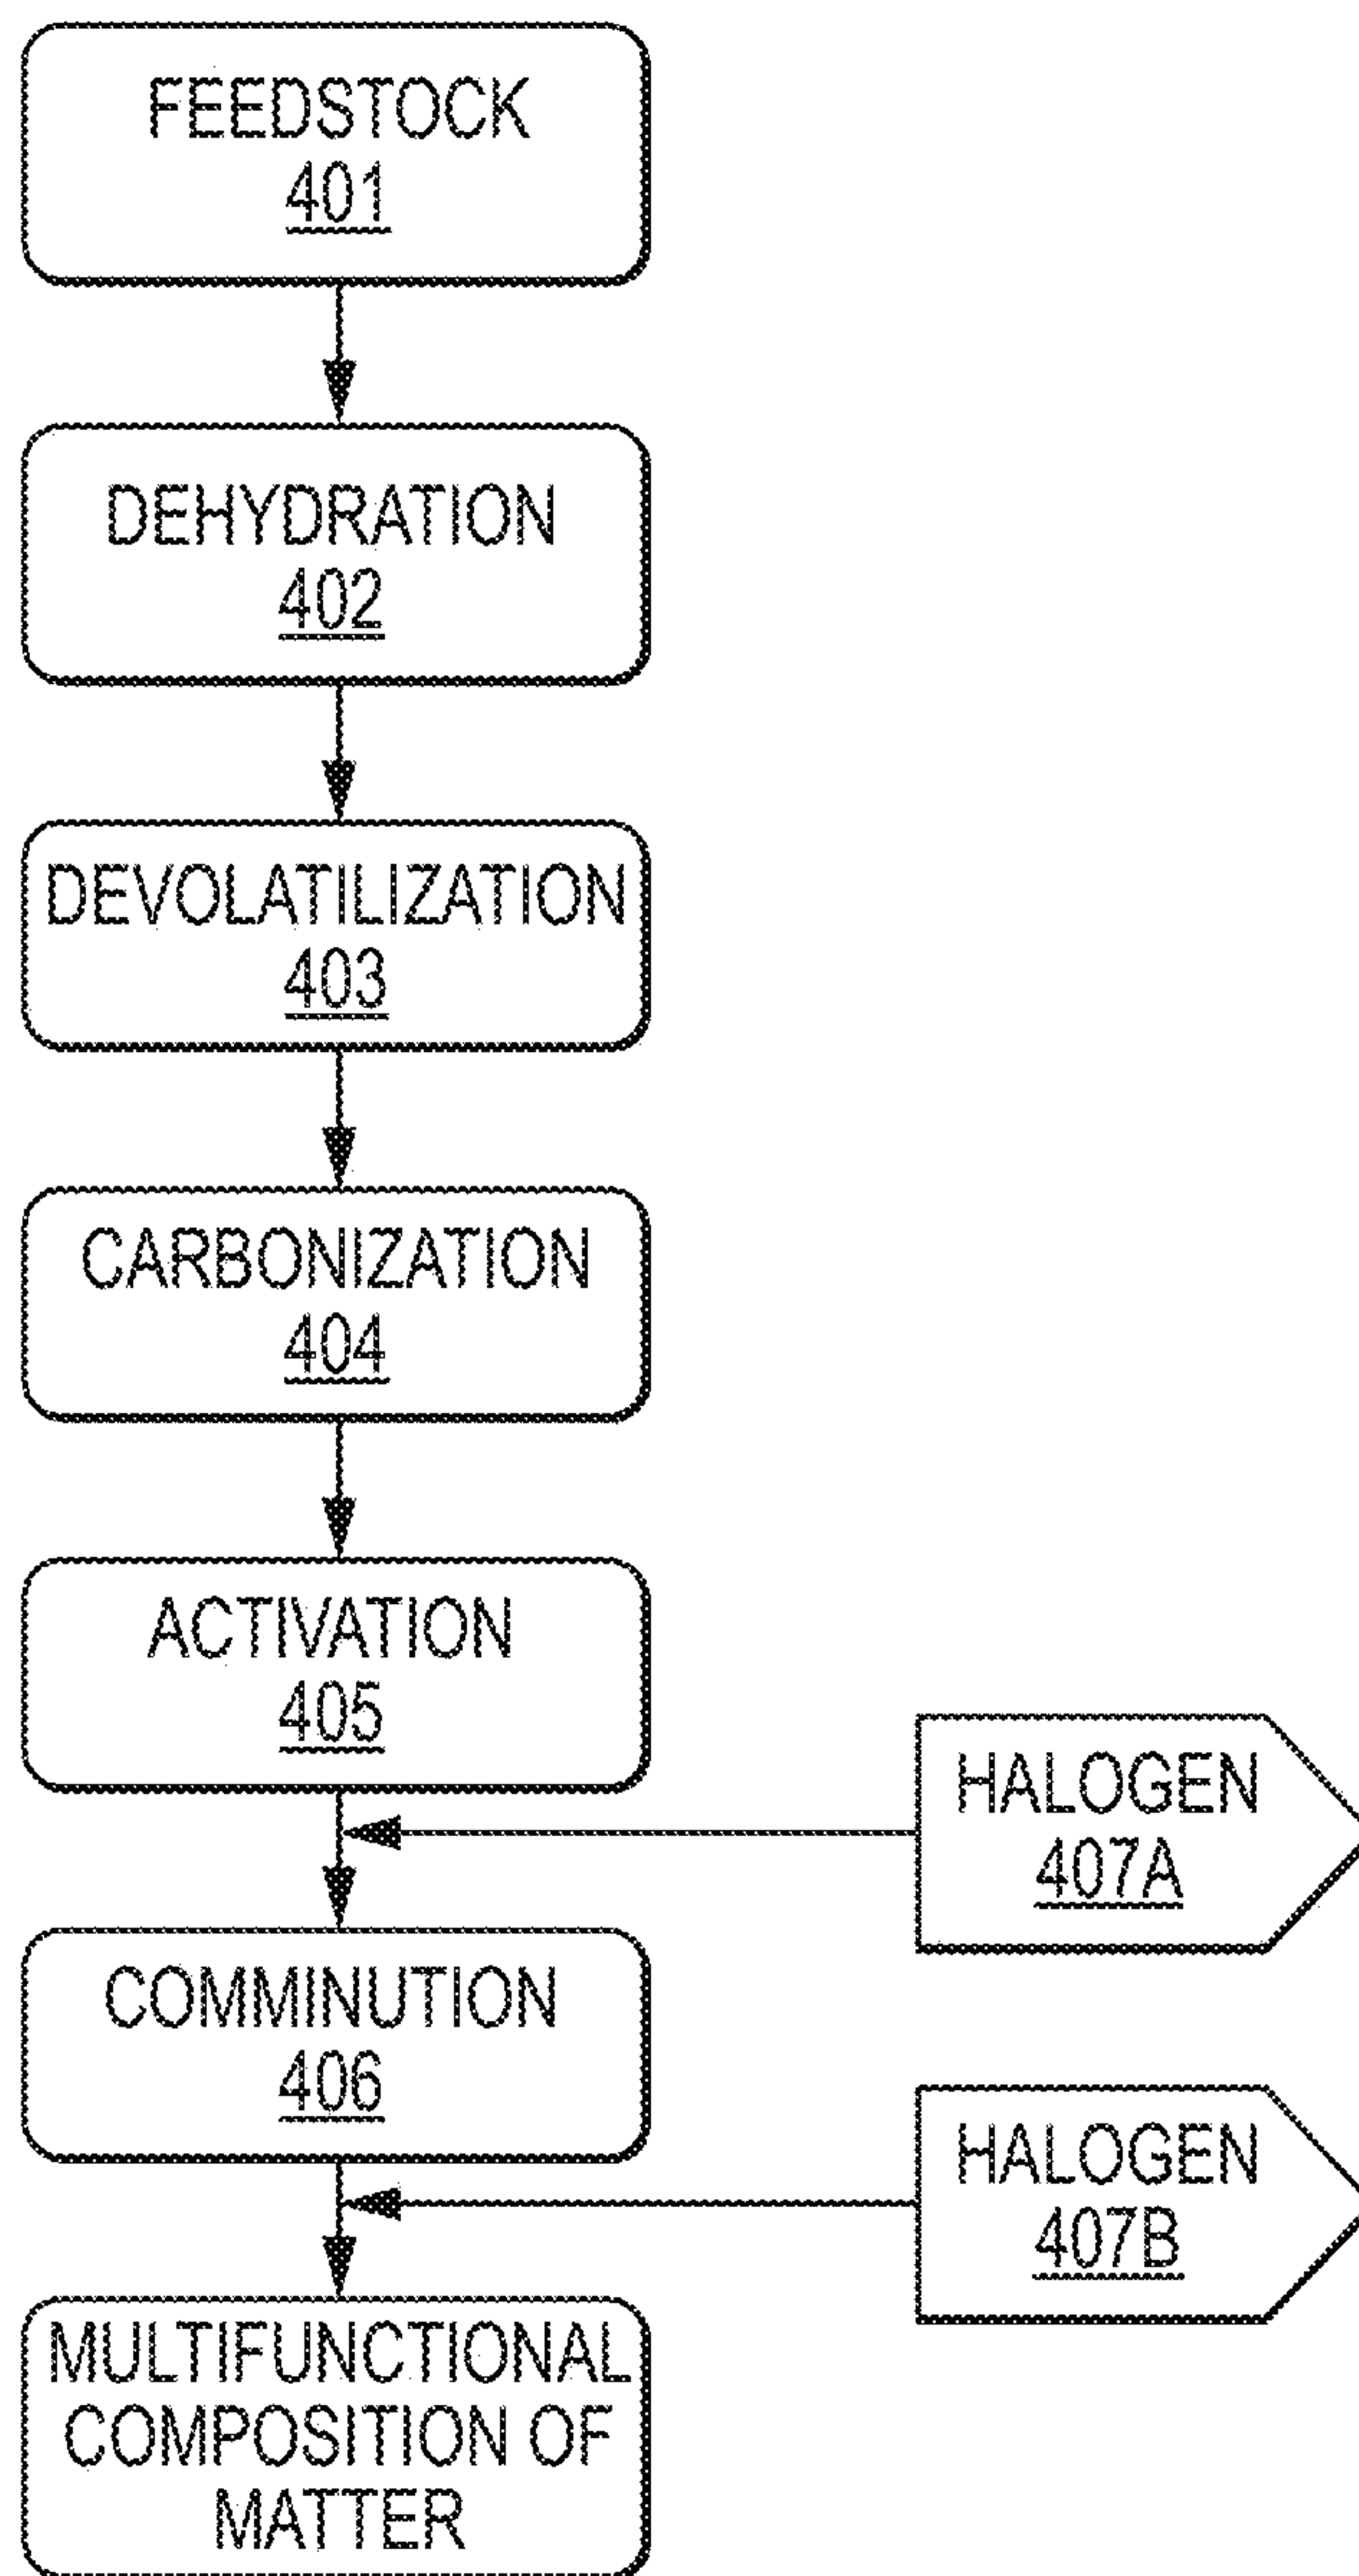 FEEDSTOCK
401
DEHYDRATION
402
DEVOLATILIZATION
403
CARBONIZATION
404
ACTIVATION
405
HALOGEN
407A
COMMINUTION
406
HALOGEN
407B
MULTIFUNCTIONAL
COMPOSITION OF
MATTER